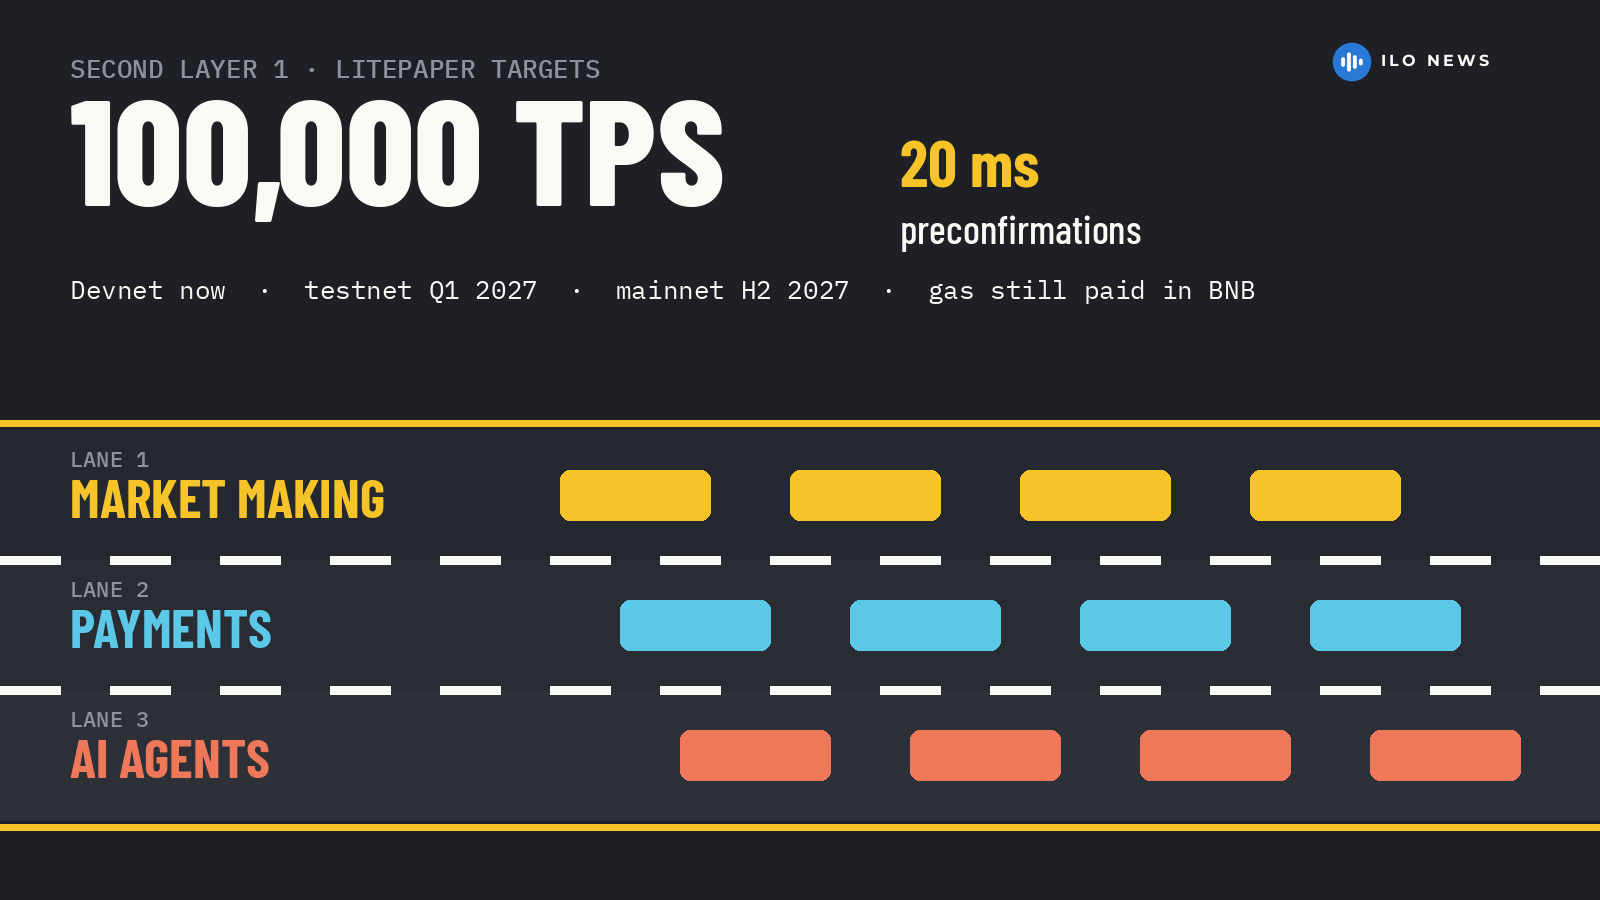 SECOND LAYER 1 · LITEPAPER TARGETS
ILO NEWS
100,000 TPS
20 ms
preconfirmations
Devnet now · testnet Q1 2027 · mainnet H2 2027 · gas still paid in BNB
LANE 1
MARKET MAKING
LANE 2
PAYMENTS
LANE 3
AI AGENTS